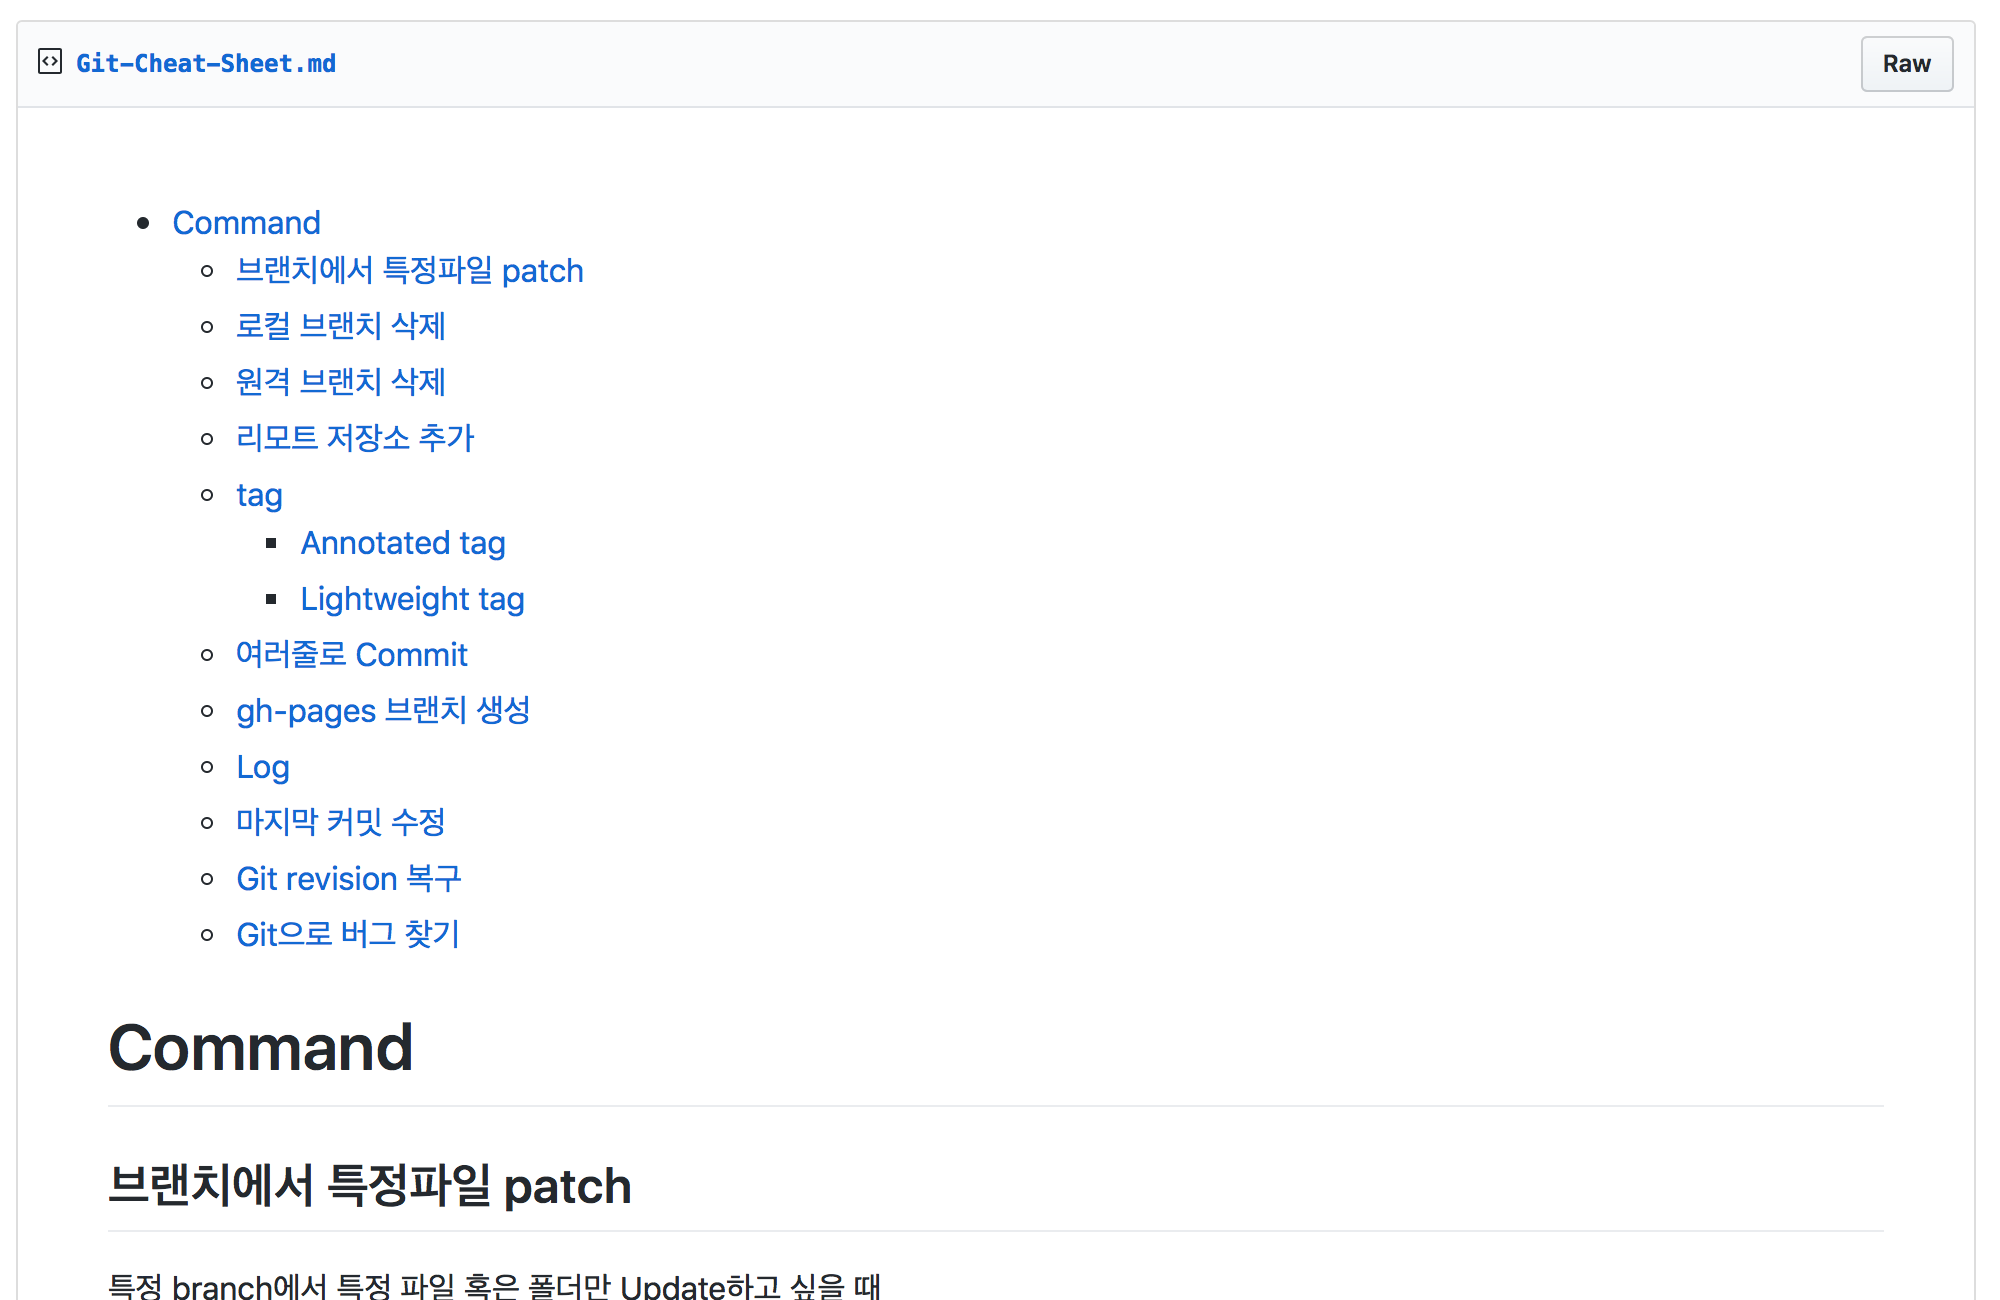 Git-Cheat-Sheet.md
Raw
Command
브랜치에서 특정파일 patch
로컬 브랜치 삭제
원격 브랜치 삭제
리모트 저장소 추가
tag
Annotated tag
Lightweight tag
여러줄로 Commit
gh-pages 브랜치 생성
Log
마지막 커밋 수정
Git revision 복구
Git으로 버그 찾기
Command
브랜치에서 특정파일 patch
특정 branch에서 특정 파일 혹은 폴더만 Update하고 싶을 때